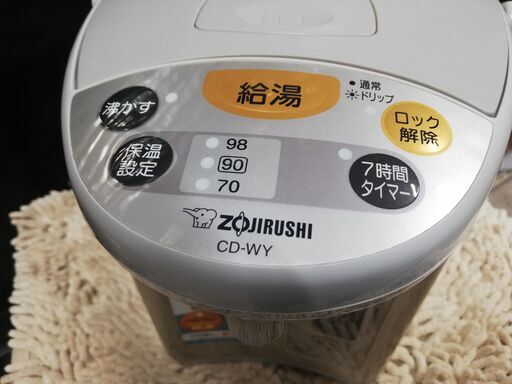 給湯
通常
ドリップ
沸かす
ロック
解除
保温
設定
98
90
70
7時間
タイマー
ZOJIRUSHI
CD-WY